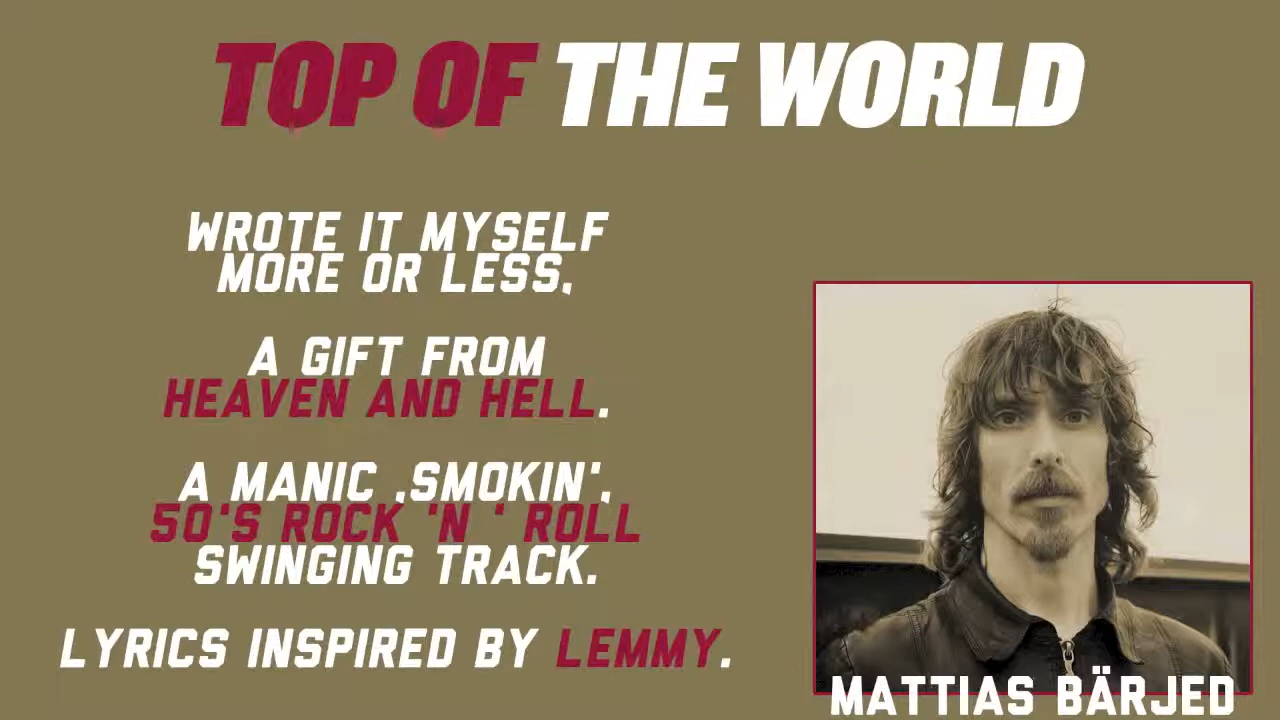 TOP OF THE WORLD
WROTE IT MYSELF
MORE OR LESS,
A GIFT FROM
HEAVEN AND HELL.
A MANIC ,SMOKIN',
50'S ROCK 'N ' ROLL
SWINGING TRACK.
LYRICS INSPIRED BY LEMMY.
MATTIAS BÄRJED